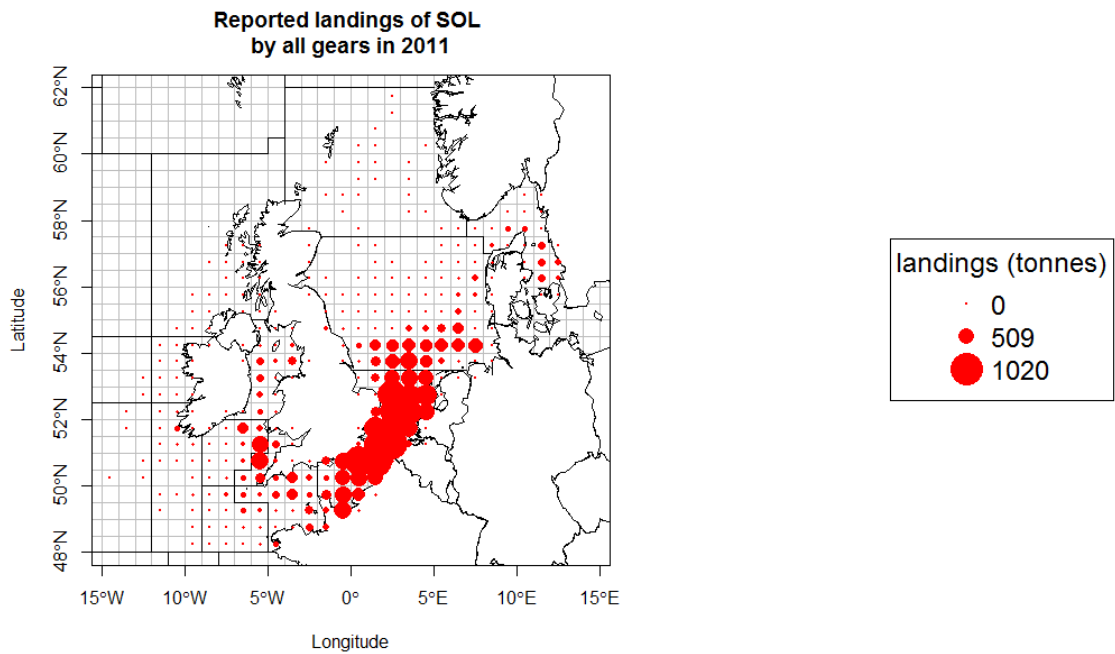 Reported landings of SOL
by all gears in 2011
62°N
60°N
58°N
56°N
54°N
52°N
50°N
48°N
Latitude
15°W
10°W
5°W
0°
5°E
10°E
15°E
Longitude
landings (tonnes)
0
509
1020